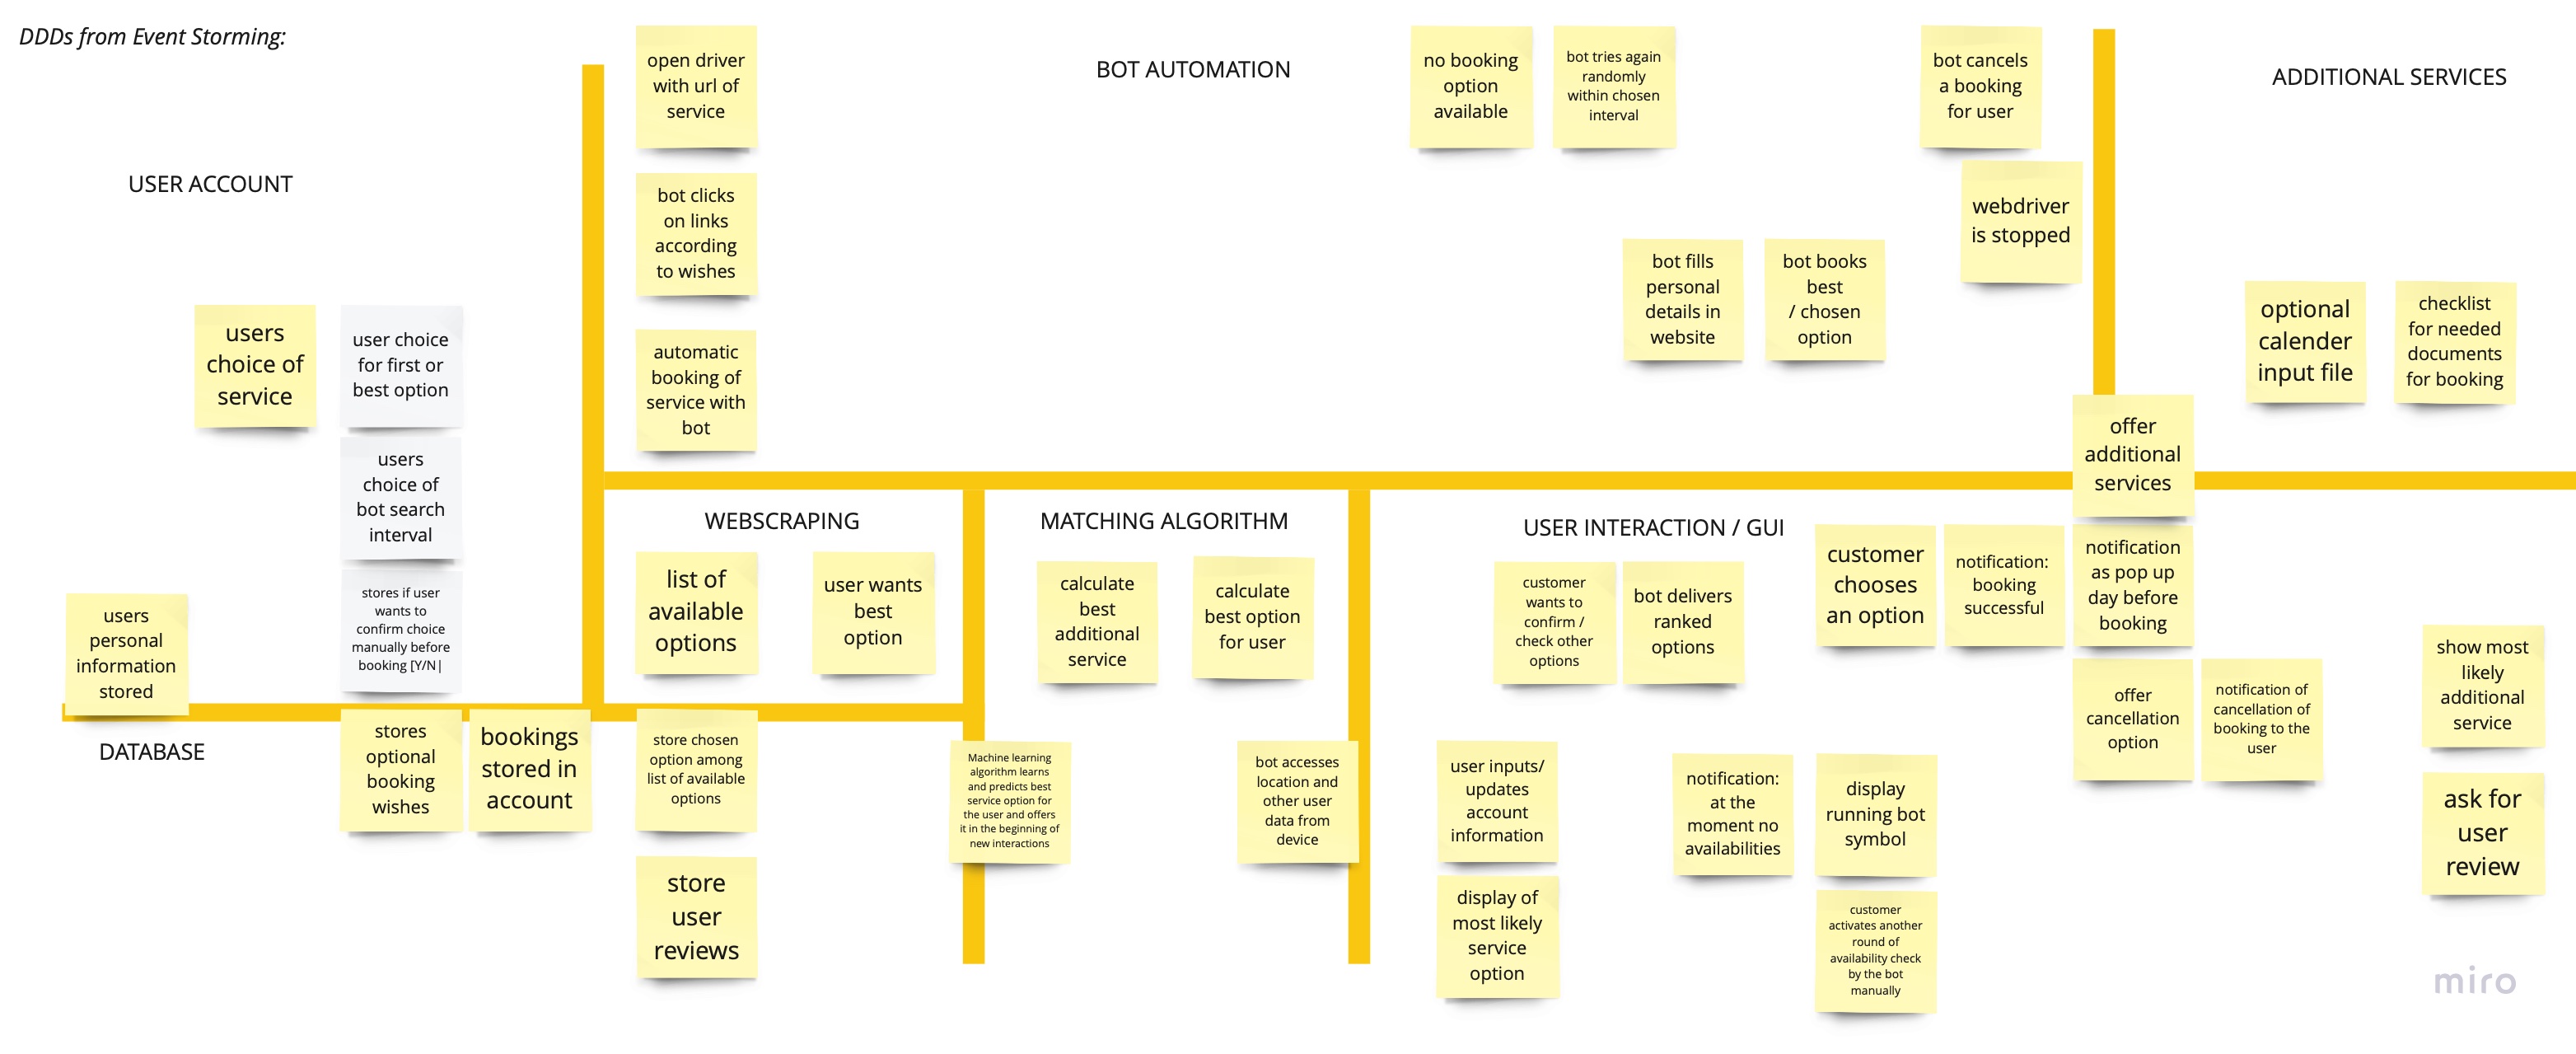 DDDs from Event Storming:
USER ACCOUNT
users
choice of
service
user choice
for first or
best option
users
choice of
bot search
interval
stores if user
wants to
confirm choice
manually before
booking [Y/N|
users
personal
information
stored
DATABASE
stores
optional
booking
wishes
bookings
stored in
account
store chosen
option among
list of available
options
store
user
reviews
BOT AUTOMATION
open driver
with url of
service
bot clicks
on links
according
to wishes
automatic
booking of
service with
bot
no booking
option
available
bot tries again
randomly
within chosen
interval
bot fills
personal
details in
website
bot books
best
/ chosen
option
bot cancels
a booking
for user
webdriver
is stopped
ADDITIONAL SERVICES
optional
calender
input file
checklist
for needed
documents
for booking
offer
additional
services
WEBSCRAPING
list of
available
options
user wants
best
option
MATCHING ALGORITHM
calculate
best
additional
service
calculate
best option
for user
Machine learning
algorithm learns
and predicts best
service option for
the user and offers
it in the beginning of
new interactions
bot accesses
location and
other user
data from
device
USER INTERACTION / GUI
customer
wants to
confirm /
check other
options
bot delivers
ranked
options
customer
chooses
an option
notification:
booking
successful
notification
as pop up
day before
booking
offer
cancellation
option
notification of
cancellation of
booking to the
user
user inputs/
updates
account
information
display of
most likely
service
option
notification:
at the
moment no
availabilities
display
running bot
symbol
customer
activates another
round of
availability check
by the bot
manually
show most
likely
additional
service
ask for
user
review
miro